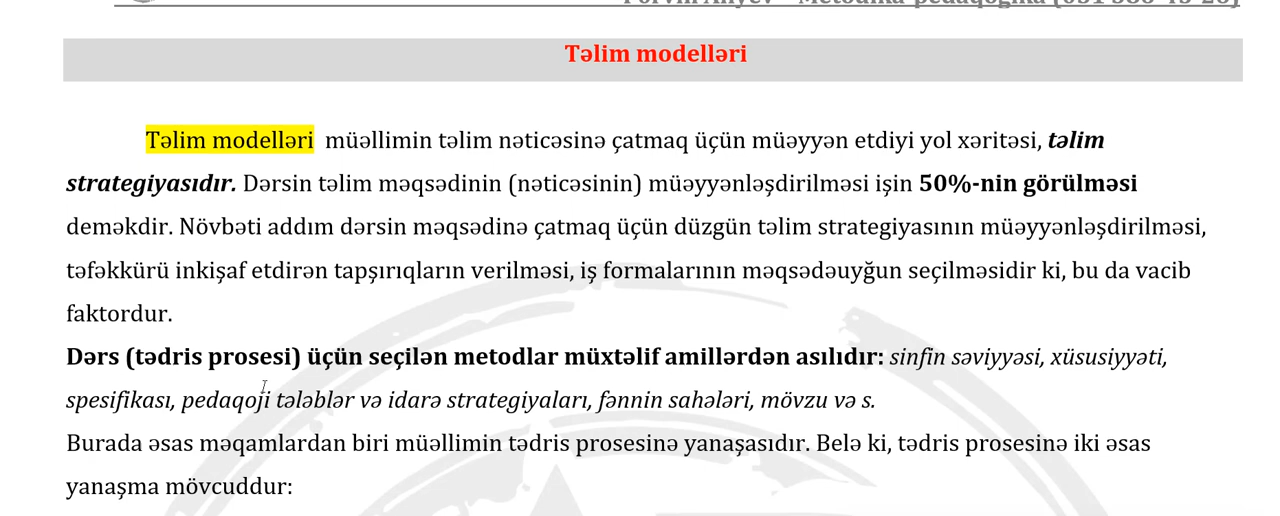 Təlim modelləri
Təlim modelləri müəllimin təlim nəticəsinə çatmaq üçün müəyyən etdiyi yol xəritəsi, təlim
strategiyasıdır. Dərsin təlim məqsədinin (nəticəsinin) müəyyənləşdirilməsi işin 50%-nin görülməsi
deməkdir. Növbəti addım dərsin məqsədinə çatmaq üçün düzgün təlim strategiyasının müəyyənləşdirilməsi,
təfəkkürü inkişaf etdirən tapşırıqların verilməsi, iş formalarının məqsədəuyğun seçilməsidir ki, bu da vacib
faktordur.
Dərs (tədris prosesi) üçün seçilən metodlar müxtəlif amillərdən asılıdır: sinfin səviyyəsi, xüsusiyyəti,
spesifikası, pedaqoji tələblər və idarə strategiyaları, fənnin sahələri, mövzu və s.
Burada əsas məqamlardan biri müəllimin tədris prosesinə yanaşasıdır. Belə ki, tədris prosesinə iki əsas
yanaşma mövcuddur: